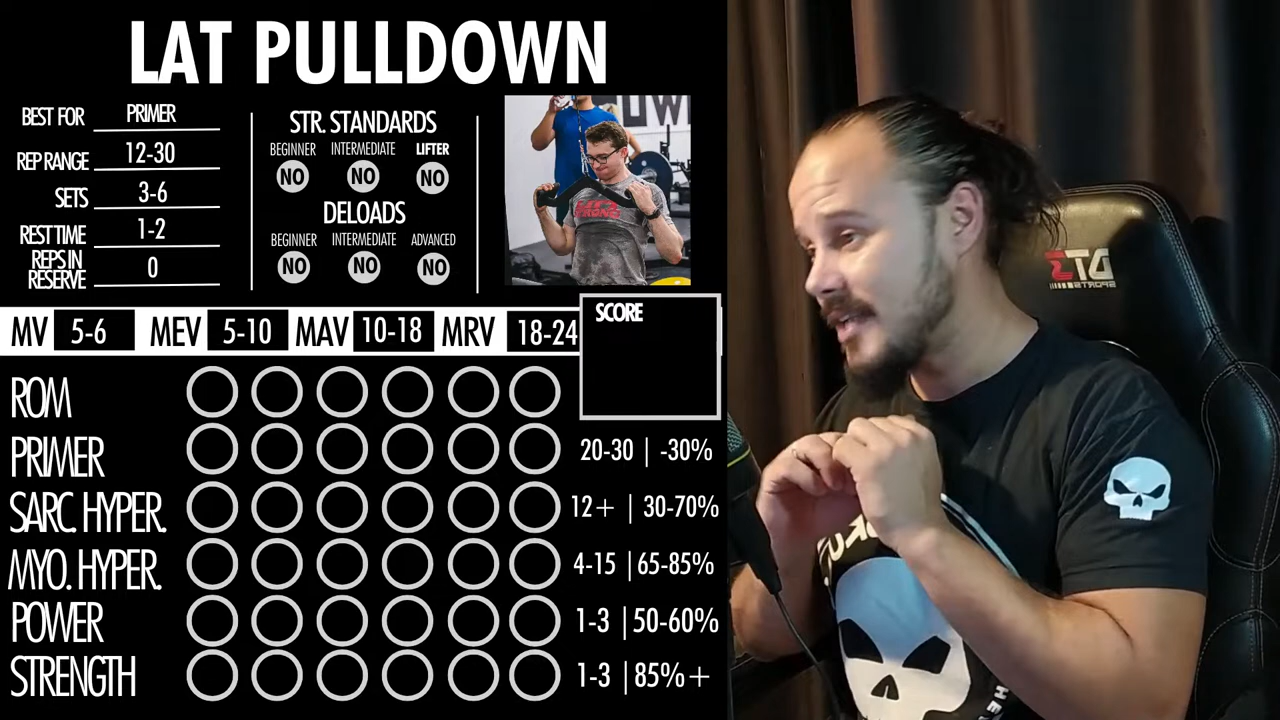 LAT PULLDOWN
BEST FOR PRIMER
REP RANGE 12-30
SETS 3-6
REST TIME 1-2
REPS IN
RESERVE 0
STR. STANDARDS
BEGINNER INTERMEDIATE LIFTER
NO NO NO
DELOADS
BEGINNER INTERMEDIATE ADVANCED
NO NO NO
MV 5-6 MEV 5-10 MAV 10-18 MRV 18-24
SCORE
ROM
PRIMER 20-30 | -30%
SARC. HYPER. 12+ | 30-70%
MYO. HYPER. 4-15 | 65-85%
POWER 1-3 | 50-60%
STRENGTH 1-3 | 85%+